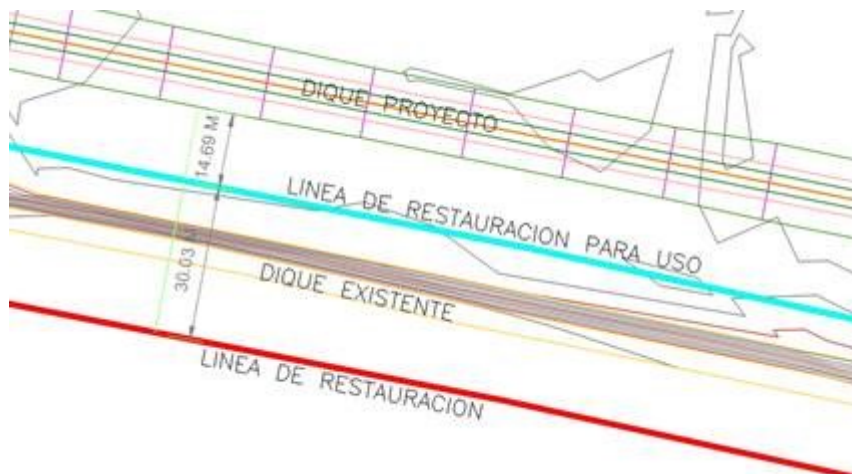 DIQUE PROYECTO
14.69 M
LINEA DE RESTAURACION PARA USO
30.03 M
DIQUE EXISTENTE
LINEA DE RESTAURACION